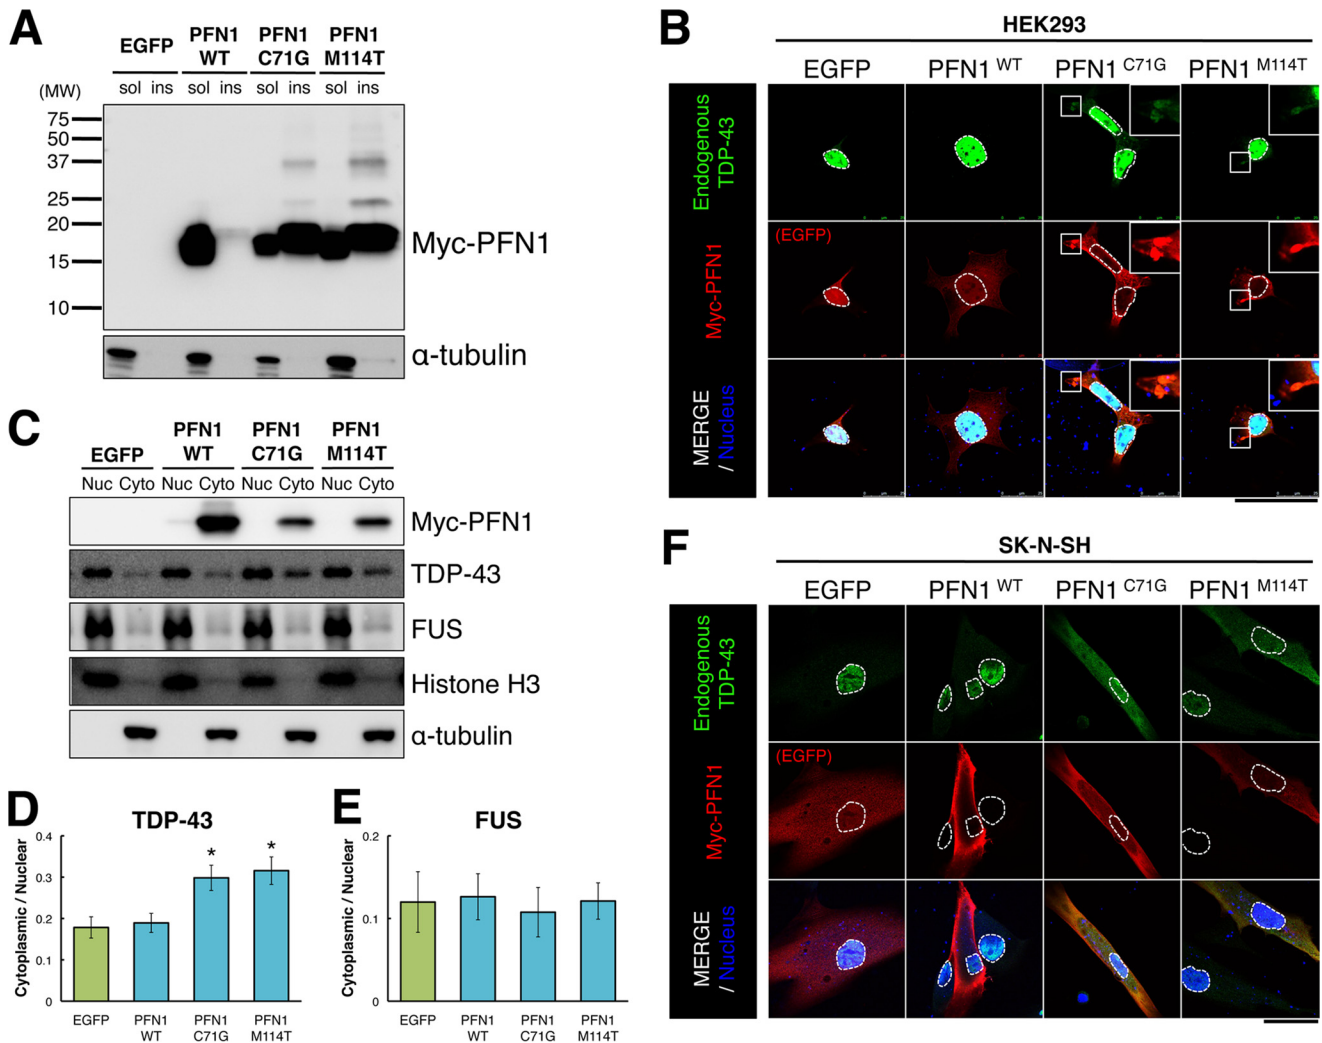 A
EGFP
PFN1
WT
PFN1
C71G
PFN1
M114T
(MW)
sol ins sol ins sol ins sol ins
75
50
37
25
20
15
10
Myc-PFN1
α-tubulin
B
HEK293
EGFP
PFN1 WT
PFN1 C71G
PFN1 M114T
Endogenous
TDP-43
Myc-PFN1
(EGFP)
MERGE
/ Nucleus
C
EGFP
PFN1
WT
PFN1
C71G
PFN1
M114T
Nuc Cyto Nuc Cyto Nuc Cyto Nuc Cyto
Myc-PFN1
TDP-43
FUS
Histone H3
α-tubulin
D
TDP-43
Cytoplasmic / Nuclear
0.4
0.3
0.2
0.1
0
* *
EGFP
PFN1
WT
PFN1
C71G
PFN1
M114T
E
FUS
Cytoplasmic / Nuclear
0.2
0.1
0
EGFP
PFN1
WT
PFN1
C71G
PFN1
M114T
F
SK-N-SH
EGFP
PFN1 WT
PFN1 C71G
PFN1 M114T
Endogenous
TDP-43
Myc-PFN1
(EGFP)
MERGE
/ Nucleus